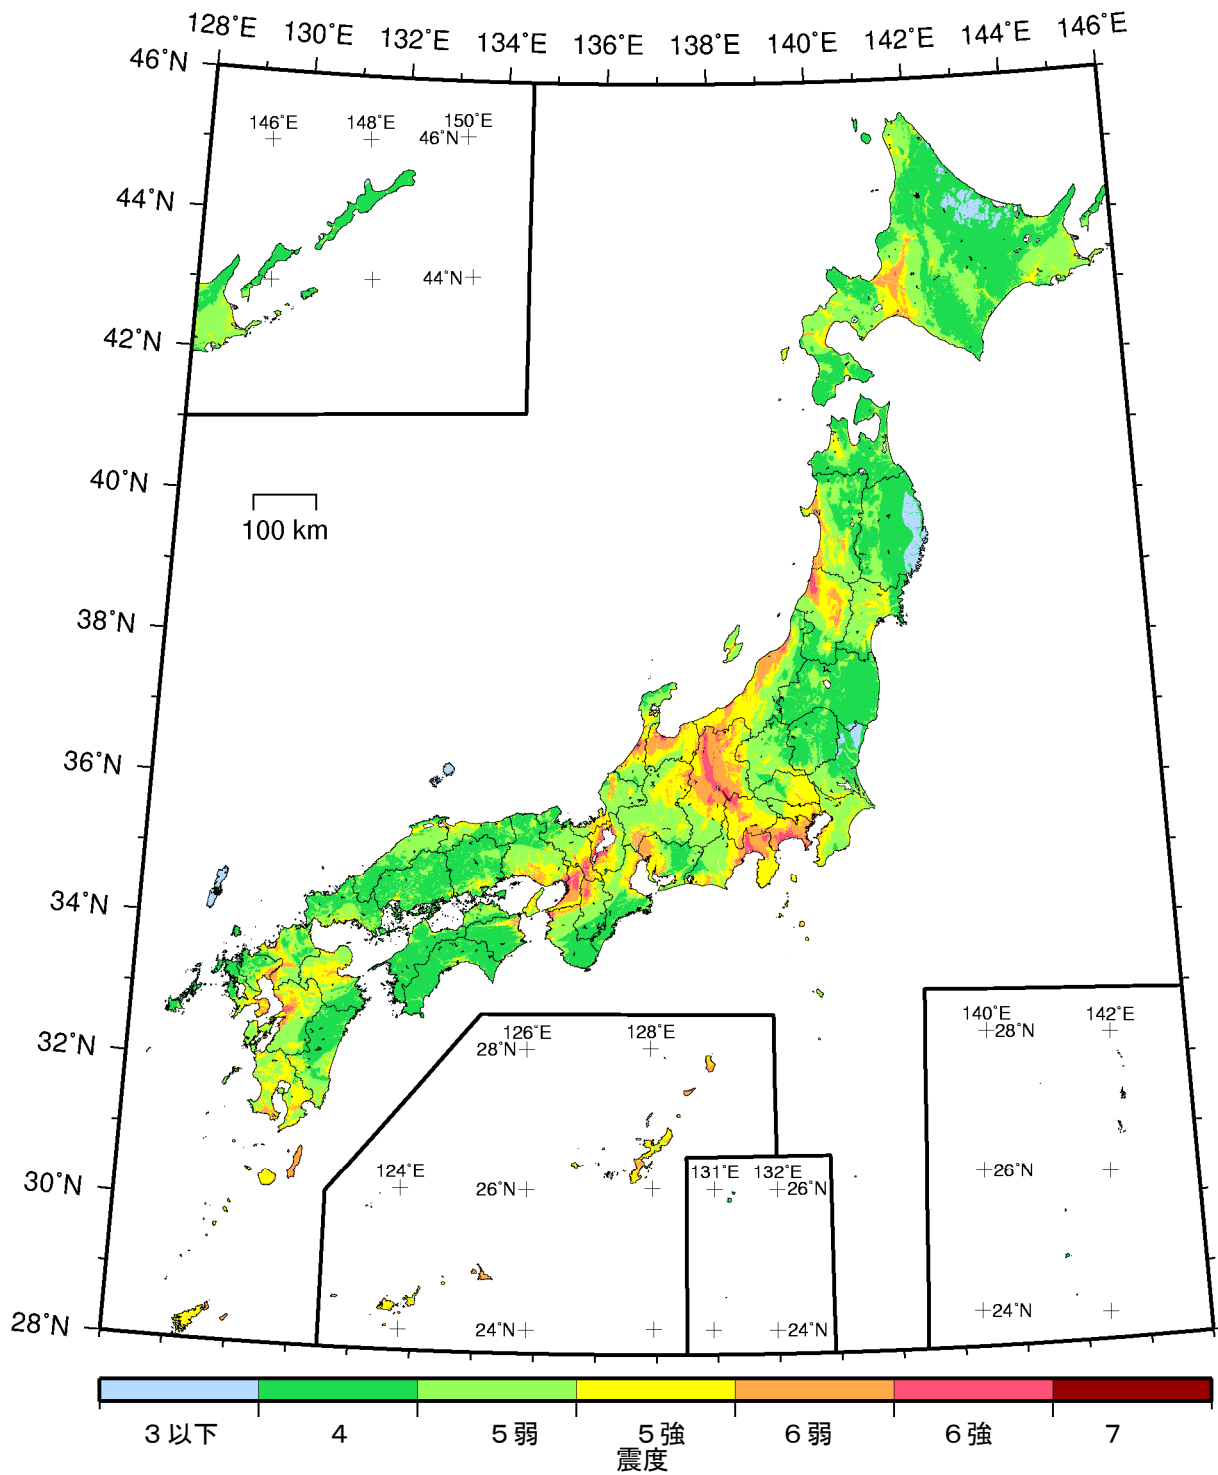 128°E 130°E 132°E 134°E 136°E 138°E 140°E 142°E 144°E 146°E
46°N
146°E 148°E 150°E
46°N
44°N
44°N
42°N
40°N
100 km
38°N
36°N
34°N
32°N
126°E 128°E
28°N
140°E 142°E
28°N
124°E
26°N
131°E 132°E
26°N
26°N
30°N
24°N
24°N
24°N
28°N
3以下 4 5弱 5強 6弱 6強 7
震度